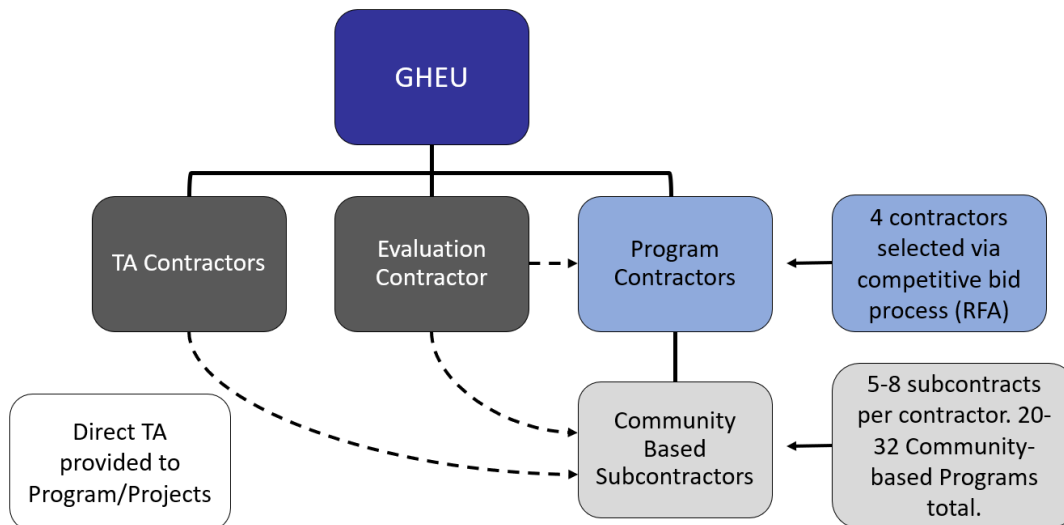 GHEU
TA Contractors
Evaluation
Contractor
Program
Contractors
4 contractors
selected via
competitive bid
process (RFA)
Direct TA
provided to
Program/Projects
Community
Based
Subcontractors
5-8 subcontracts
per contractor. 20-
32 Community-
based Programs
total.